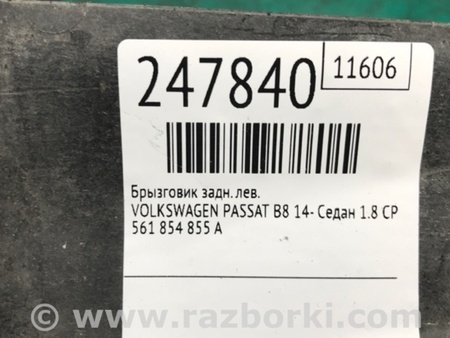 247840
11606
Брызговик задн. лев.
VOLKSWAGEN PASSAT B8 14- Седан 1.8 CP
561 854 855 A
© www.razborki.com